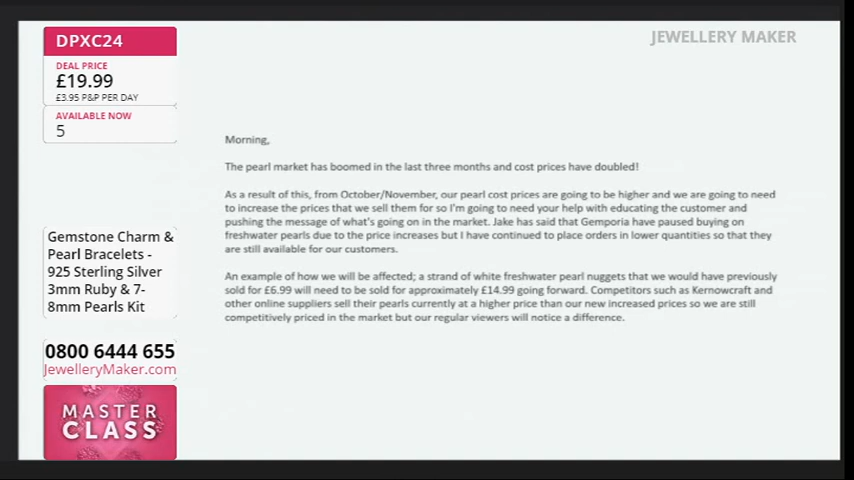 DPXC24
DEAL PRICE
£19.99
£3.95 P&P PER DAY
AVAILABLE NOW
5
Gemstone Charm &
Pearl Bracelets -
925 Sterling Silver
3mm Ruby & 7-
8mm Pearls Kit
0800 6444 655
JewelleryMaker.com
MASTER
CLASS
JEWELLERY MAKER
Morning,
The pearl market has boomed in the last three months and cost prices have doubled!
As a result of this, from October/November, our pearl cost prices are going to be higher and we are going to need
to increase the prices that we sell them for so I'm going to need your help with educating the customer and
pushing the message of what's going on in the market. Jake has said that Gemporia have paused buying on
freshwater pearls due to the price increases but I have continued to place orders in lower quantities so that they
are still available for our customers.
An example of how we will be affected; a strand of white freshwater pearl nuggets that we would have previously
sold for £6.99 will need to be sold for approximately £14.99 going forward. Competitors such as Kernowcraft and
other online suppliers sell their pearls currently at a higher price than our new increased prices so we are still
competitively priced in the market but our regular viewers will notice a difference.